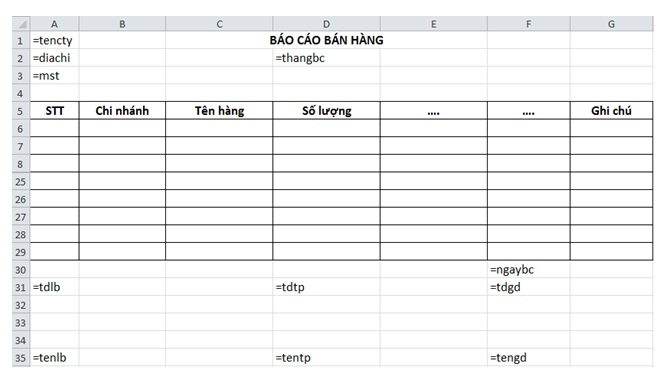 A B C D E F G
1 =tencty BÁO CÁO BÁN HÀNG
2 =diachi =thangbc
3 =mst
4
5 STT Chi nhánh Tên hàng Số lượng .... .... Ghi chú
6
7
8
25
26
27
28
29
30 =ngaybc
31 =tdlb =tdtp =tdgd
32
33
34
35 =tenlb =tentp =tengd